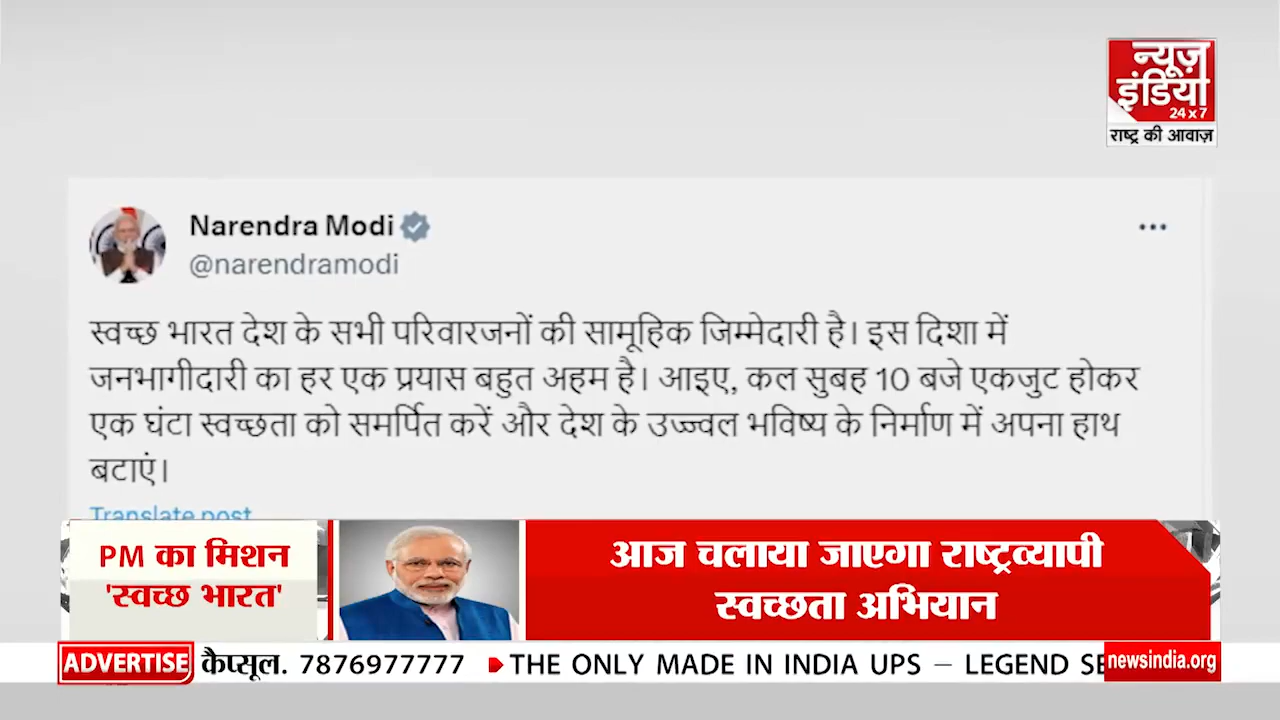 न्यूज़
इंडिया
24x7
राष्ट्र की आवाज़
Narendra Modi
@narendramodi
स्वच्छ भारत देश के सभी परिवारजनों की सामूहिक जिम्मेदारी है। इस दिशा में
जनभागीदारी का हर एक प्रयास बहुत अहम है। आइए, कल सुबह 10 बजे एकजुट होकर
एक घंटा स्वच्छता को समर्पित करें और देश के उज्ज्वल भविष्य के निर्माण में अपना हाथ
बटाएं।
Translate post
PM का मिशन
'स्वच्छ भारत'
आज चलाया जाएगा राष्ट्रव्यापी
स्वच्छता अभियान
ADVERTISE कैप्सूल. 7876977777 THE ONLY MADE IN INDIA UPS – LEGEND SE newsindia.org